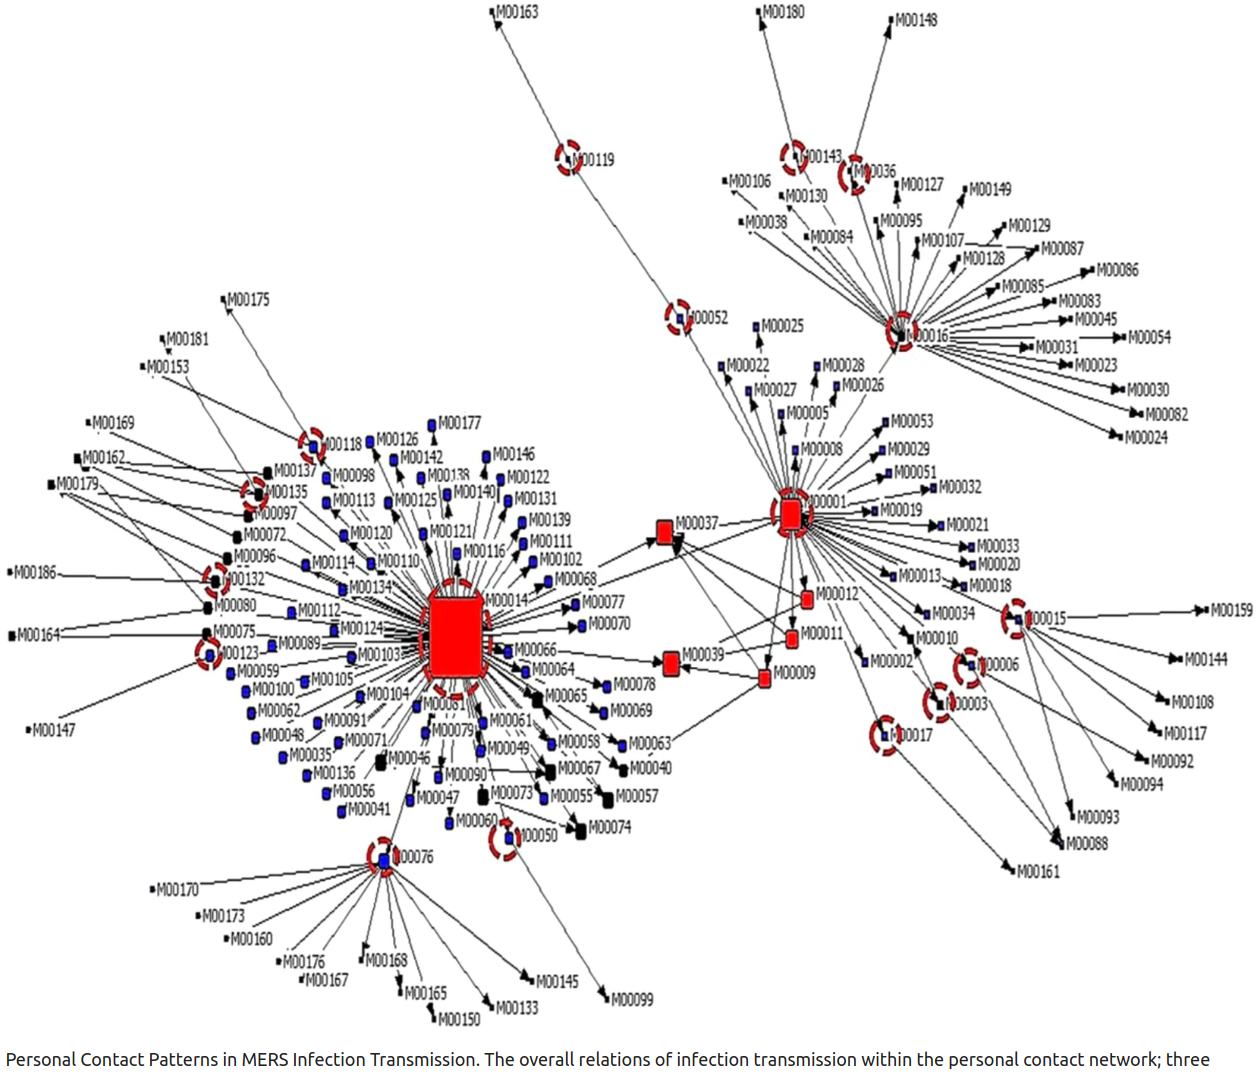 M00163
M00180
M00148
M00119
M00143
M00036
M00106
M00130
M00127
M00149
M00038
M00084
M00095
M00107
M00129
M00128
M00087
M00086
M00085
M00083
M00045
M00054
M00016
M00031
M00023
M00030
M00082
M00024
M00052
M00025
M00022
M00028
M00027
M00026
M00005
M00008
M00053
M00029
M00051
M00032
M00001
M00019
M00021
M00033
M00020
M00013
M00018
M00034
M00015
M00159
M00010
M00002
M00006
M00144
M00003
M00108
M00017
M00117
M00092
M00094
M00093
M00088
M00161
M00037
M00012
M00011
M00039
M00009
M00175
M00181
M00153
M00169
M00162
M00179
M00118
M00126
M00177
M00142
M00146
M00137
M00098
M00138
M00122
M00135
M00113
M00125
M00140
M00131
M00097
M00139
M00072
M00120
M00121
M00111
M00096
M00114
M00110
M00116
M00102
M00186
M00132
M00134
M00068
M00080
M00112
M00014
M00077
M00164
M00075
M00124
M00070
M00123
M00089
M00103
M00066
M00059
M00105
M00064
M00078
M00100
M00104
M00065
M00062
M00091
M00081
M00061
M00069
M00147
M00048
M00071
M00079
M00049
M00058
M00063
M00035
M00046
M00067
M00040
M00136
M00090
M00056
M00047
M00073
M00055
M00057
M00041
M00060
M00050
M00074
M00076
M00170
M00173
M00160
M00176
M00168
M00167
M00165
M00145
M00133
M00150
M00099
Personal Contact Patterns in MERS Infection Transmission. The overall relations of infection transmission within the personal contact network; three